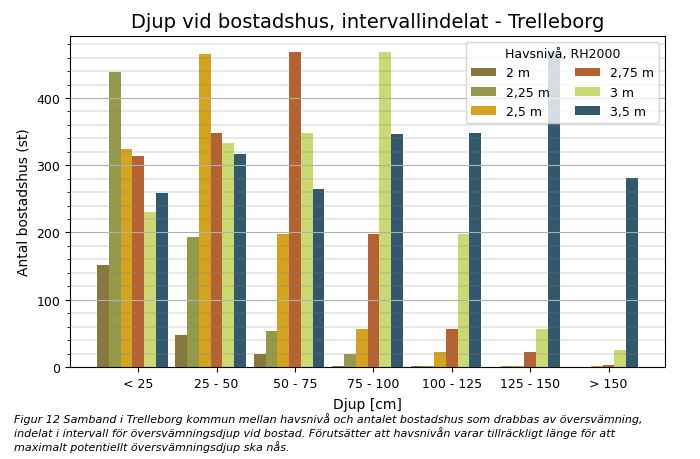 Djup vid bostadshus, intervallindelat - Trelleborg
Havsnivå, RH2000
2 m
2,25 m
2,5 m
2,75 m
3 m
3,5 m
Antal bostadshus (st)
400
300
200
100
0
< 25
25 - 50
50 - 75
75 - 100
100 - 125
125 - 150
> 150
Djup [cm]
Figur 12 Samband i Trelleborg kommun mellan havsnivå och antalet bostadshus som drabbas av översvämning,
indelat i intervall för översvämningsdjup vid bostad. Förutsätter att havsnivån varar tillräckligt länge för att
maximalt potentiellt översvämningsdjup ska nås.